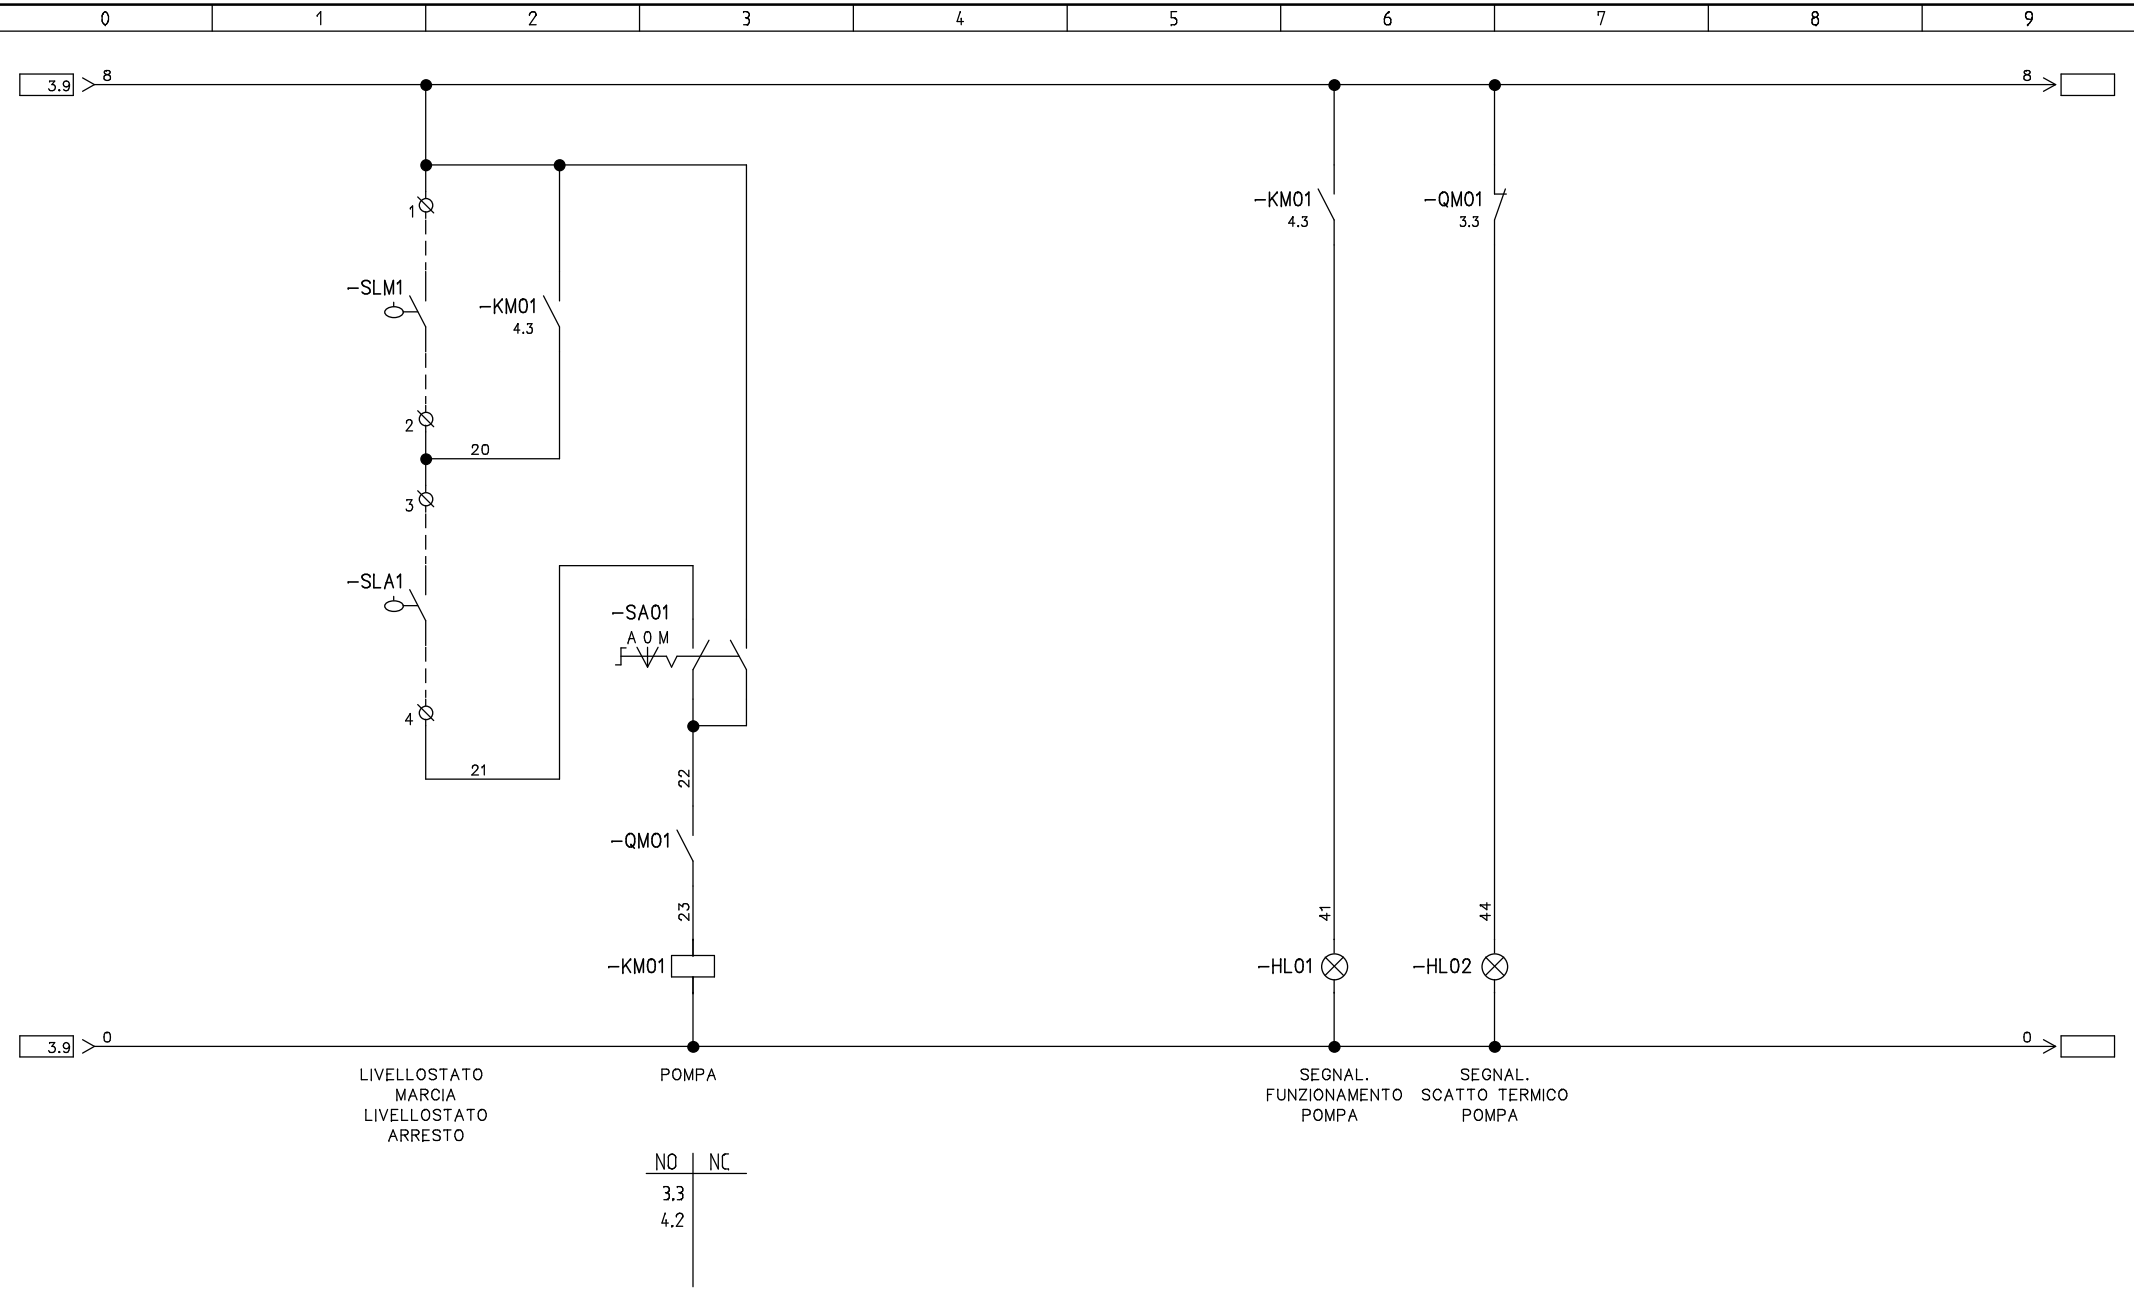 0 1 2 3 4 5 6 7 8 9
3.9 8 8
1
-SLM1
-KM01
4.3
-KM01
4.3
-QM01
3.3
2
20
3
-SLA1
-SA01
A 0 M
4
21
22
-QM01
23
41
44
-KM01
-HL01
-HL02
3.9 0 0
LIVELLOSTATO
MARCIA
LIVELLOSTATO
ARRESTO
POMPA
SEGNAL.
FUNZIONAMENTO
POMPA
SEGNAL.
SCATTO TERMICO
POMPA
NO NC
3.3
4.2